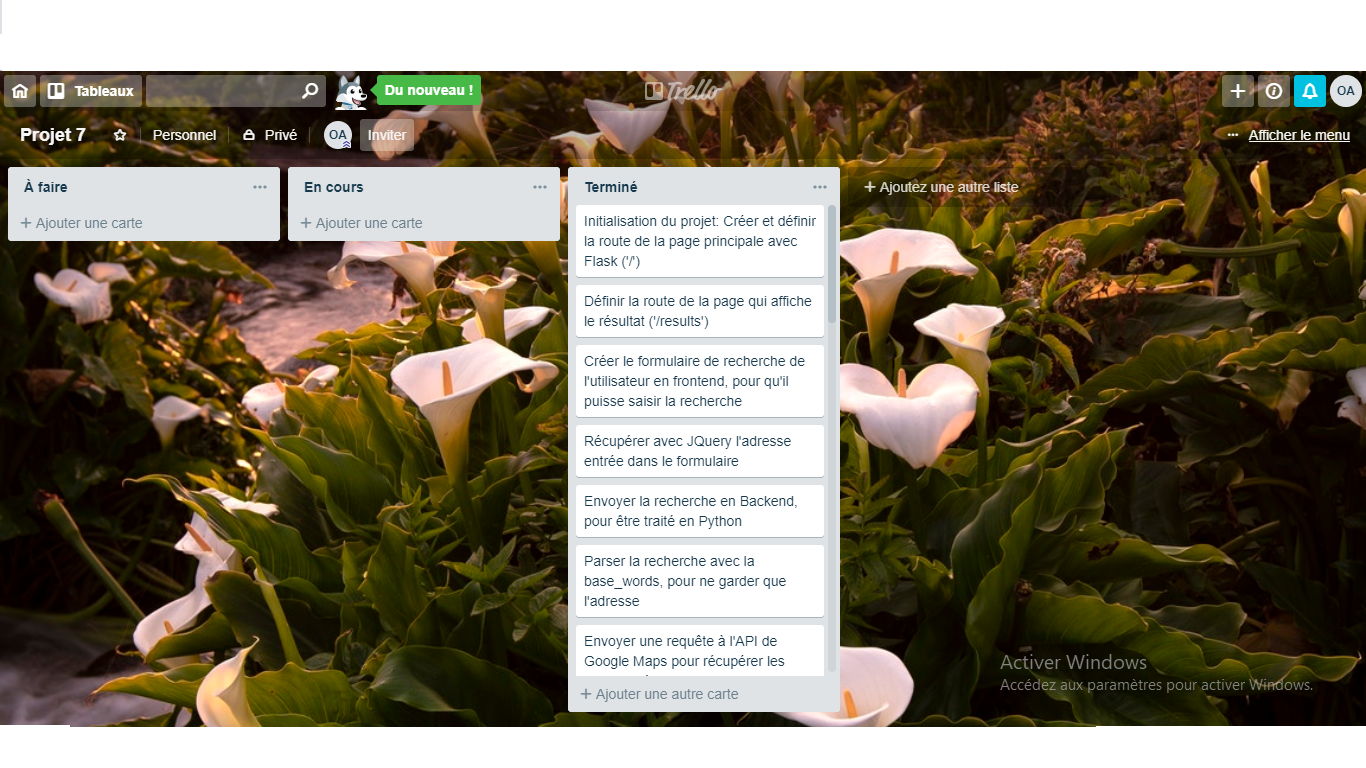 Tableaux
Du nouveau !
Trello
OA
Projet 7
Personnel
Privé
OA
Inviter
Afficher le menu
À faire
+ Ajouter une carte
En cours
+ Ajouter une carte
Terminé
Initialisation du projet: Créer et définir
la route de la page principale avec
Flask ('/')
Définir la route de la page qui affiche
le résultat ('/results')
Créer le formulaire de recherche de
l'utilisateur en frontend, pour qu'il
puisse saisir la recherche
Récupérer avec JQuery l'adresse
entrée dans le formulaire
Envoyer la recherche en Backend,
pour être traité en Python
Parser la recherche avec la
base_words, pour ne garder que
l'adresse
Envoyer une requête à l'API de
Google Maps pour récupérer les
+ Ajouter une autre carte
+ Ajoutez une autre liste
Activer Windows
Accédez aux paramètres pour activer Windows.